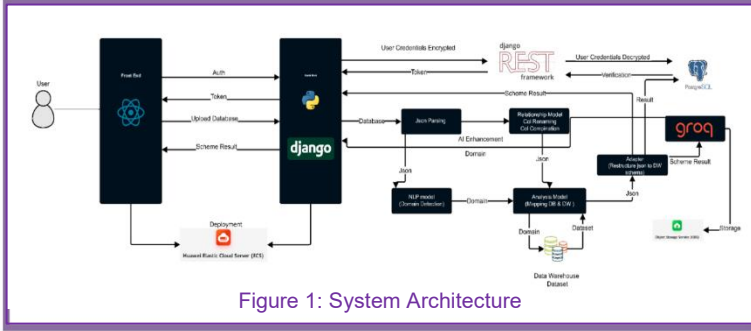 User
Front End
Auth
Token
Upload Database
Scheme Result
django
User Credentials Encrypted
Token
django
REST
framework
User Credentials Decrypted
Verification
PostgreSQL
Scheme Result
Result
Database
Json Parsing
Relationship Model
Col Renaming
Col Compination
AI Enhancement
Domain
groq
Json
Json
Adapter
(Restructure json to DW
schema)
Scheme Result
NLP model
(Domain Detection)
Domain
Analysis Model
(Mapping DB & DW )
Json
Domain
Dataset
Storage
Data Warehouse
Dataset
Deployment
Huawei Elastic Cloud Server (ECS)
Figure 1: System Architecture